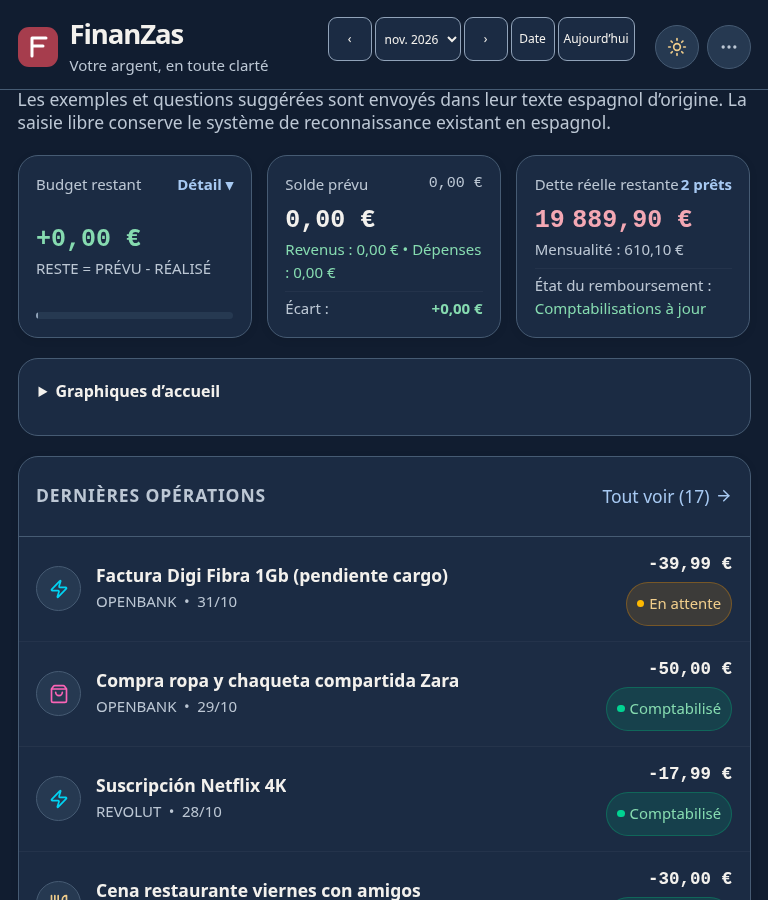 FinanZas
Votre argent, en toute clarté
‹
nov. 2026
›
Date
Aujourd’hui
Les exemples et questions suggérées sont envoyés dans leur texte espagnol d’origine. La
saisie libre conserve le système de reconnaissance existant en espagnol.
Budget restant
Détail ▾
+0,00 €
RESTE = PRÉVU - RÉALISÉ
Solde prévu
0,00 €
0,00 €
Revenus : 0,00 € • Dépenses
: 0,00 €
Écart :
+0,00 €
Dette réelle restante
2 prêts
19 889,90 €
Mensualité : 610,10 €
État du remboursement :
Comptabilisations à jour
▶ Graphiques d’accueil
DERNIÈRES OPÉRATIONS
Tout voir (17) →
Factura Digi Fibra 1Gb (pendiente cargo)
OPENBANK • 31/10
-39,99 €
En attente
Compra ropa y chaqueta compartida Zara
OPENBANK • 29/10
-50,00 €
Comptabilisé
Suscripción Netflix 4K
REVOLUT • 28/10
-17,99 €
Comptabilisé
Cena restaurante viernes con amigos
-30,00 €